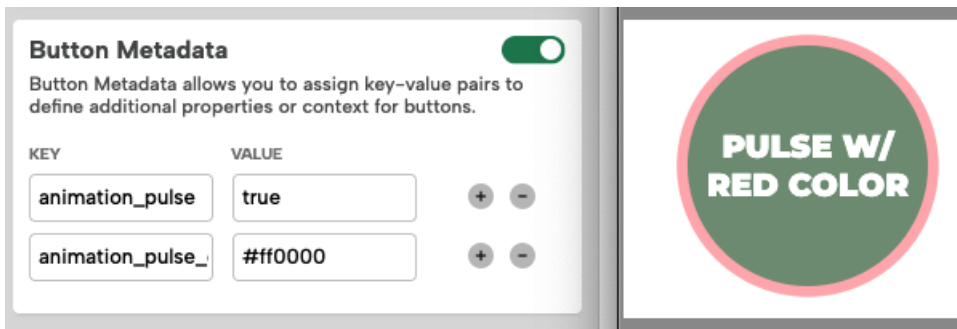 Button Metadata
Button Metadata allows you to assign key-value pairs to
define additional properties or context for buttons.
KEY VALUE
animation_pulse true
+ -
animation_pulse_ #ff0000
+ -
PULSE W/
RED COLOR